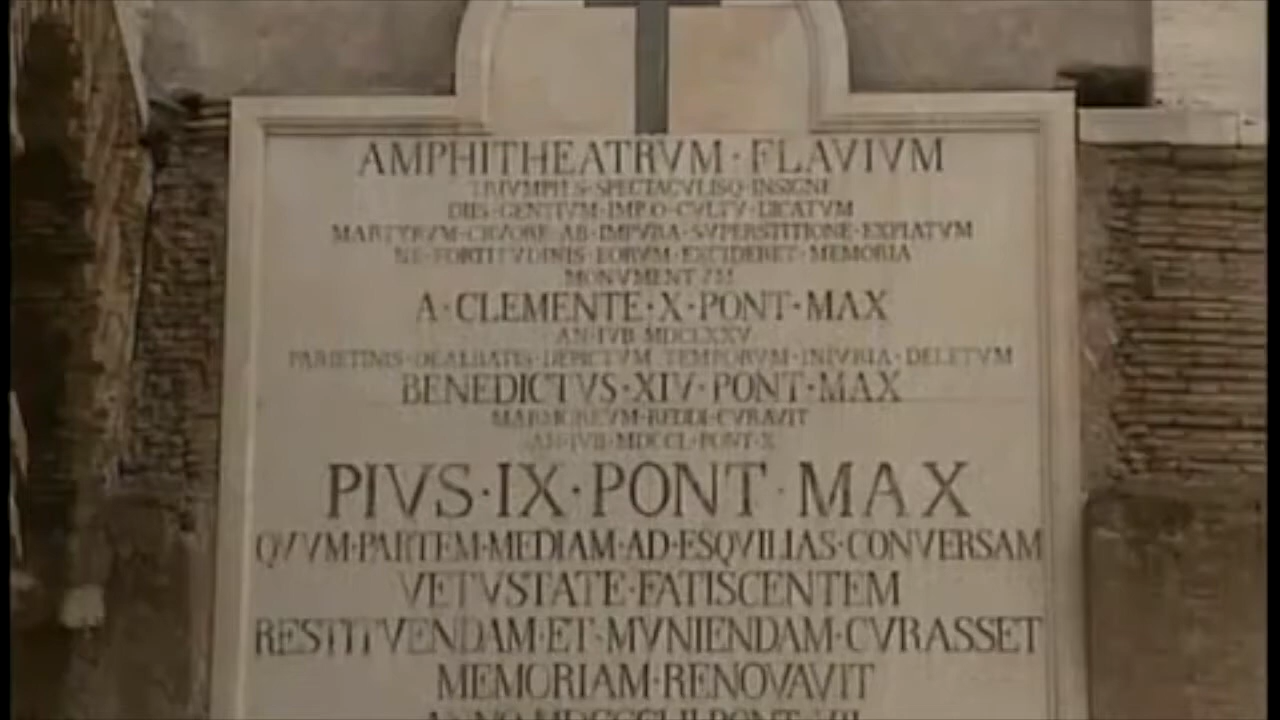 AMPHITHEATRVM · FLAVIVM
TRIVMPHIS · SPECTACVLISQ · INSIGNE
DIIS · GENTIVM · IMPIO · CVLTV · DICATVM
MARTYRVM · CRVORE · AB · IMPVRA · SVPERSTITIONE · EXPIATVM
NE · FORTITVDINIS · EORVM · EXCIDERET · MEMORIA
MONVMENTVM
A · CLEMENTE · X · PONT · MAX
AN · IVB · MDCLXXV
PARIETINIS · DEALBATIS · DEPICTVM · TEMPORVM · INIVRIA · DELETVM
BENEDICTVS · XIV · PONT · MAX
MARMOREVM · REDDI · CVRAVIT
AN · IVB · MDCCL · PONT · X
PIVS · IX · PONT · MAX
QVVM · PARTEM · MEDIAM · AD · ESQVILIAS · CONVERSAM
VETVSTATE · FATISCENTEM
RESTITVENDAM · ET · MVNIENDAM · CVRASSET
MEMORIAM · RENOVAVIT